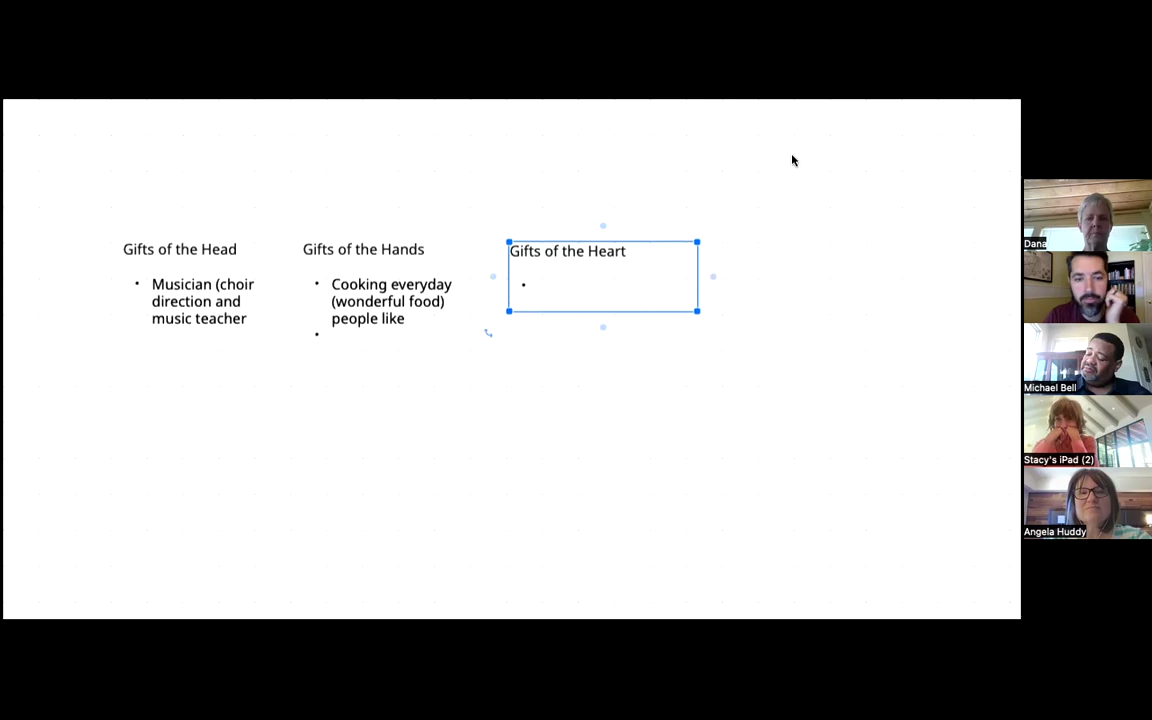 Gifts of the Head
• Musician (choir
direction and
music teacher
Gifts of the Hands
• Cooking everyday
(wonderful food)
people like
•
Gifts of the Heart
•
Dana
Michael Bell
Stacy's iPad (2)
Angela Huddy